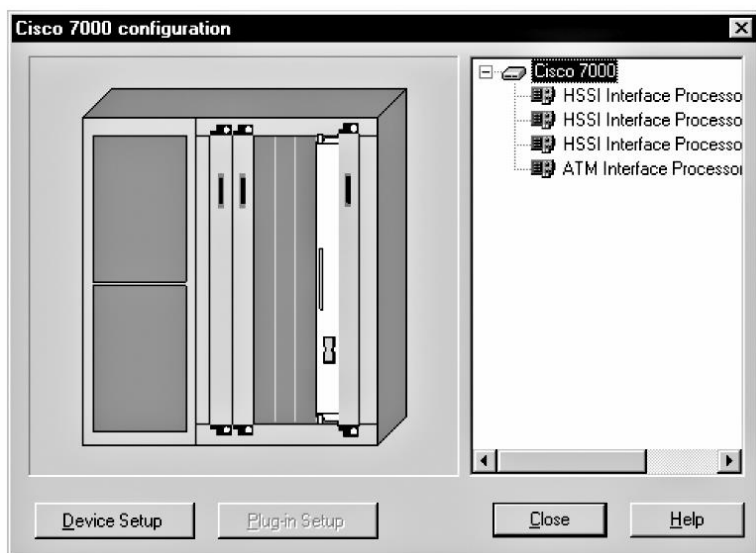 Cisco 7000 configuration
Cisco 7000
HSSI Interface Processo
HSSI Interface Processo
HSSI Interface Processo
ATM Interface Processor
Device Setup
Plug-in Setup
Close
Help